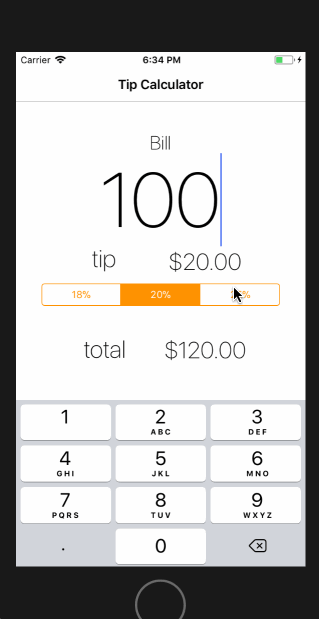 Carrier 6:34 PM
Tip Calculator
Bill
100
tip $20.00
18% 20%
total $120.00
1 2 3
ABC DEF
4 5 6
GHI JKL MNO
7 8 9
PQRS TUV WXYZ
. 0